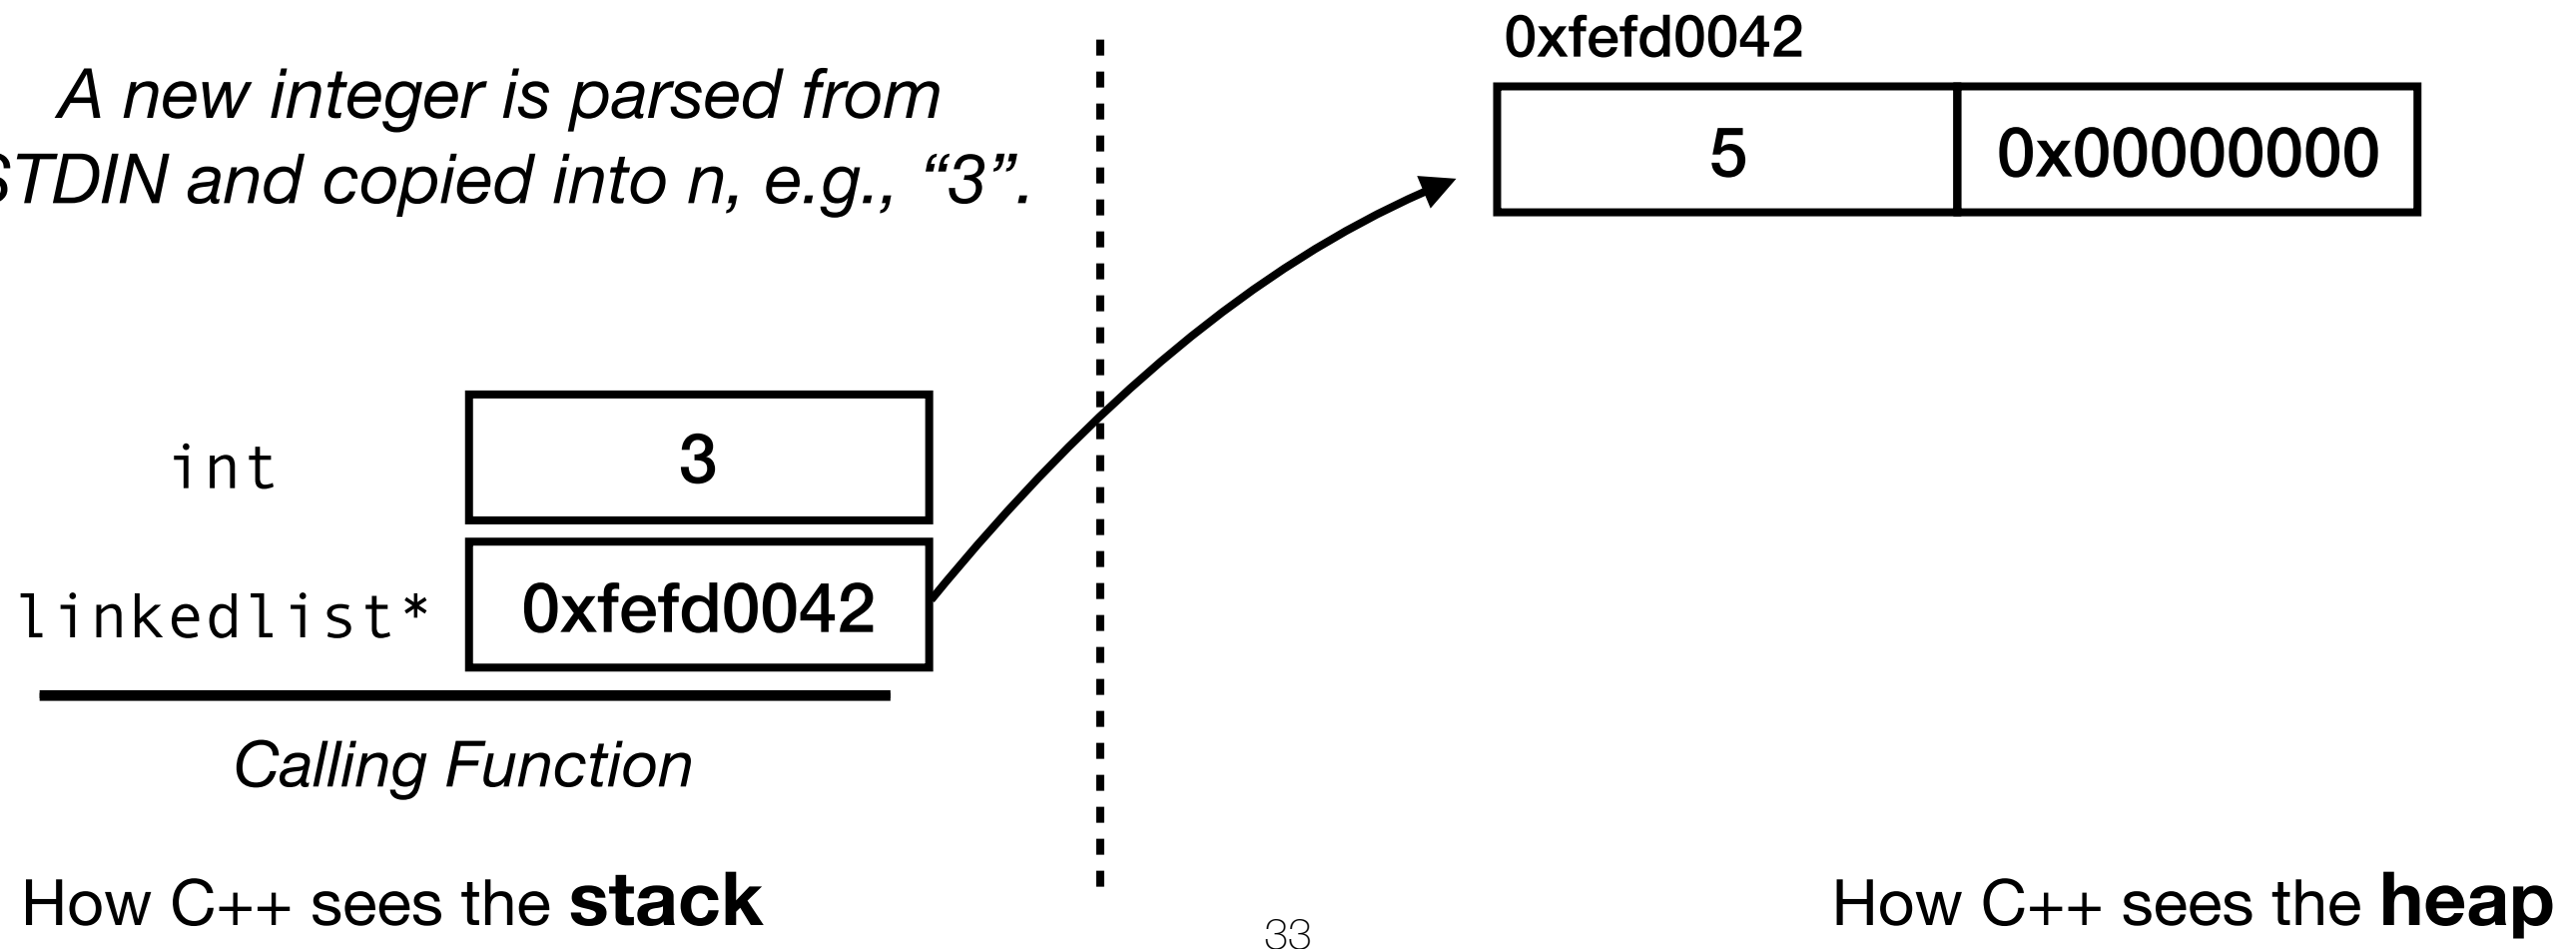 A new integer is parsed from
STDIN and copied into n, e.g., “3”.
int
3
linkedlist*
0xfefd0042
Calling Function
How C++ sees the stack
0xfefd0042
5
0x00000000
How C++ sees the heap
33